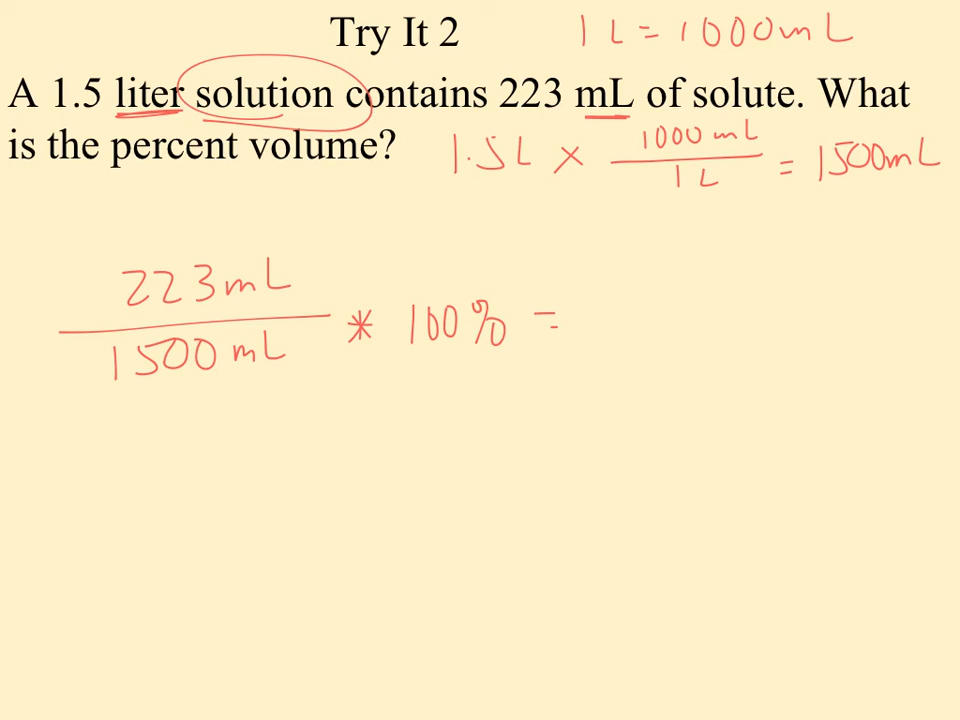 Try It 2
1 L = 1000 mL
A 1.5 liter solution contains 223 mL of solute. What
is the percent volume?
1.5 L × 1000 mL / 1 L = 1500 mL
223 mL
1500 mL
* 100% =